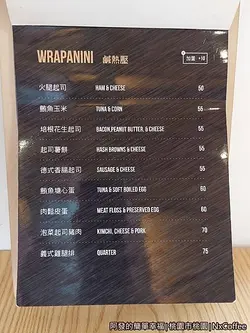 WRAPANINI 鹹熱壓 加蛋 +10
火腿起司 HAM & CHEESE 50
鮪魚玉米 TUNA & CORN 55
培根花生起司 BACON,PEANUT BUTTER, & CHEESE 55
起司薯餅 HASH BROWNS & CHEESE 55
德式香腸起司 SAUSAGE & CHEESE 55
鮪魚溏心蛋 TUNA & SOFT BOILED EGG 60
肉鬆皮蛋 MEAT FLOSS & PRESERVED EGG 60
泡菜起司豬肉 KIMCHI, CHEESE & PORK 70
義式雞腿排 QUARTER 75
阿發的簡單幸福|桃園市桃園|NxCoffee